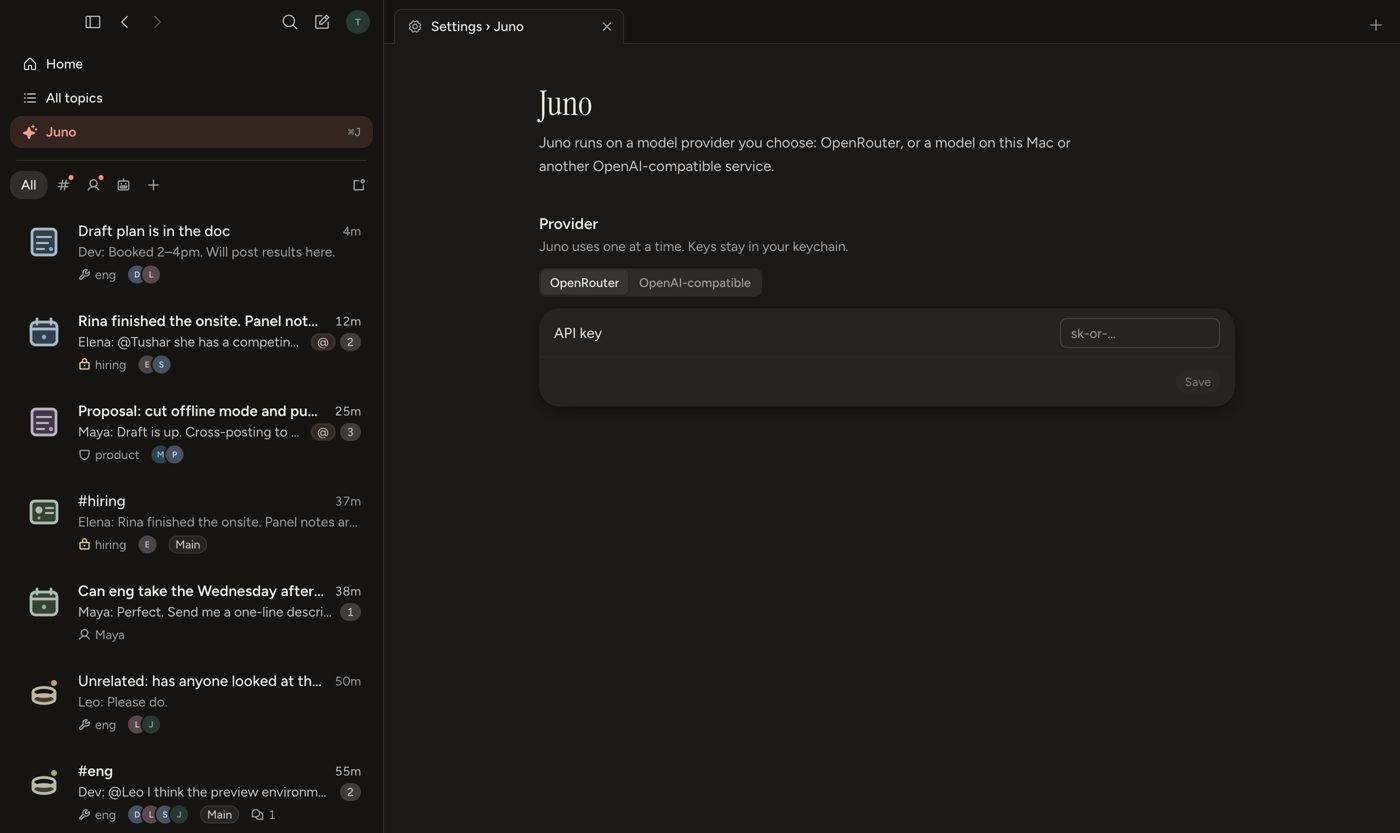 T
Settings › Juno
Home
All topics
Juno ⌘J
All
Draft plan is in the doc 4m
Dev: Booked 2–4pm. Will post results here.
eng D L
Rina finished the onsite. Panel not... 12m
Elena: @Tushar she has a competin... @ 2
hiring E S
Proposal: cut offline mode and pu... 25m
Maya: Draft is up. Cross-posting to ... @ 3
product M P
#hiring 37m
Elena: Rina finished the onsite. Panel notes ar...
hiring E Main
Can eng take the Wednesday after... 38m
Maya: Perfect. Send me a one-line descri... 1
Maya
Unrelated: has anyone looked at th... 50m
Leo: Please do.
eng L J
#eng 55m
Dev: @Leo I think the preview environm... 2
eng D L S J Main 1
Juno
Juno runs on a model provider you choose: OpenRouter, or a model on this Mac or
another OpenAI-compatible service.
Provider
Juno uses one at a time. Keys stay in your keychain.
OpenRouter OpenAI-compatible
API key sk-or-...
Save